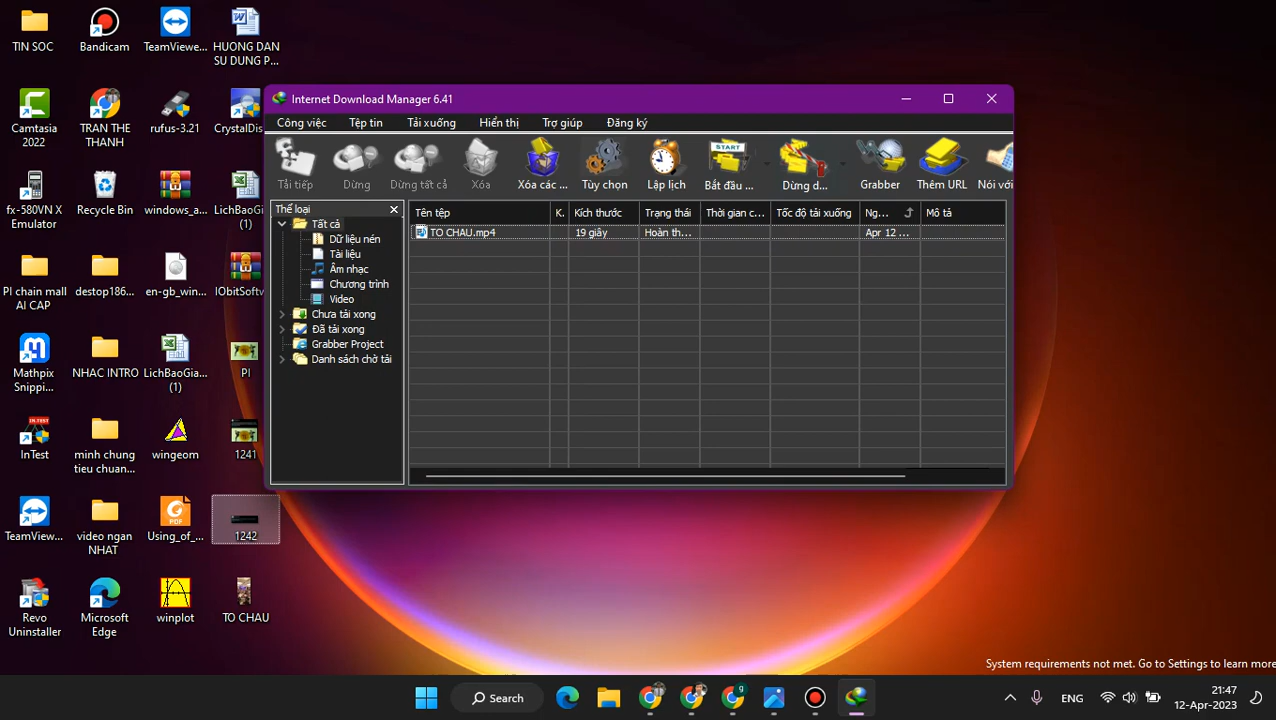 TIN SOC
Bandicam
TeamViewe...
HUONG DAN
SU DUNG P...
Camtasia
2022
TRAN THE
THANH
rufus-3.21
CrystalDis...
fx-580VN X
Emulator
Recycle Bin
windows_a...
LichBaoGia...
PI chain mall
AI CAP
destop186...
en-gb_win...
IObitSoftw...
Mathpix
Snippi...
NHAC INTRO
LichBaoGia...
(1)
PI
InTest
minh chung
tieu chuan...
wingeom
1241
TeamView...
video ngan
NHAT
Using_of_...
1242
Revo
Uninstaller
Microsoft
Edge
winplot
TO CHAU
Internet Download Manager 6.41
Công việc Tệp tin Tải xuống Hiển thị Trợ giúp Đăng ký
Tải tiếp Dừng Dừng tất cả Xóa Xóa các ... Tùy chọn Lập lịch Bắt đầu ... Dừng d... Grabber Thêm URL Nói với
Thể loại
Tất cả
Dữ liệu nén
Tài liệu
Âm nhạc
Chương trình
Video
Chưa tải xong
Đã tải xong
Grabber Project
Danh sách chờ tải
Tên tệp K. Kích thước Trạng thái Thời gian c... Tốc độ tải xuống Ng... Mô tả
TO CHAU.mp4 19 giây Hoàn th... Apr 12 ...
System requirements not met. Go to Settings to learn more
Search
9
ENG
21:47
12-Apr-2023